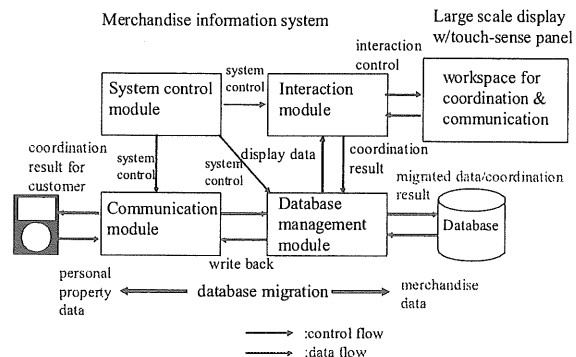 Merchandise information system
Large scale display
w/touch-sense panel
interaction
control
system
control
System control
module
Interaction
module
workspace for
coordination &
communication
coordination
result for
customer
system
control
system
control
display data
coordination
result
migrated data/coordination
result
Communication
module
Database
management
module
Database
write back
personal
property
data
database migration
merchandise
data
:control flow
:data flow